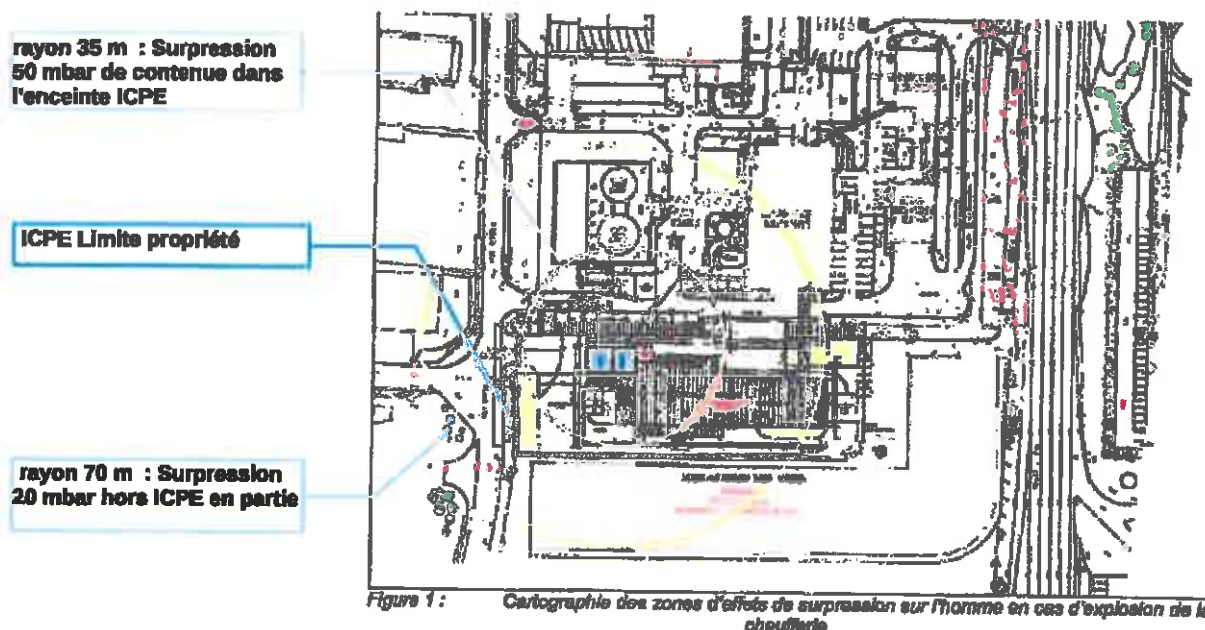 rayon 35 m : Surpression
50 mbar de contenue dans
l'enceinte ICPE
ICPE Limite propriété
rayon 70 m : Surpression
20 mbar hors ICPE en partie
Figure 1 : Cartographie des zones d'effets de surpression sur l'homme en cas d'explosion de la
chaufferie